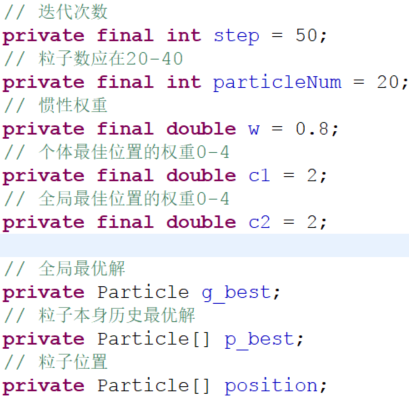 // 迭代次数
private final int step = 50;
// 粒子数应在20-40
private final int particleNum = 20;
// 惯性权重
private final double w = 0.8;
// 个体最佳位置的权重0-4
private final double c1 = 2;
// 全局最佳位置的权重0-4
private final double c2 = 2;
// 全局最优解
private Particle g_best;
// 粒子本身历史最优解
private Particle[] p_best;
// 粒子位置
private Particle[] position;